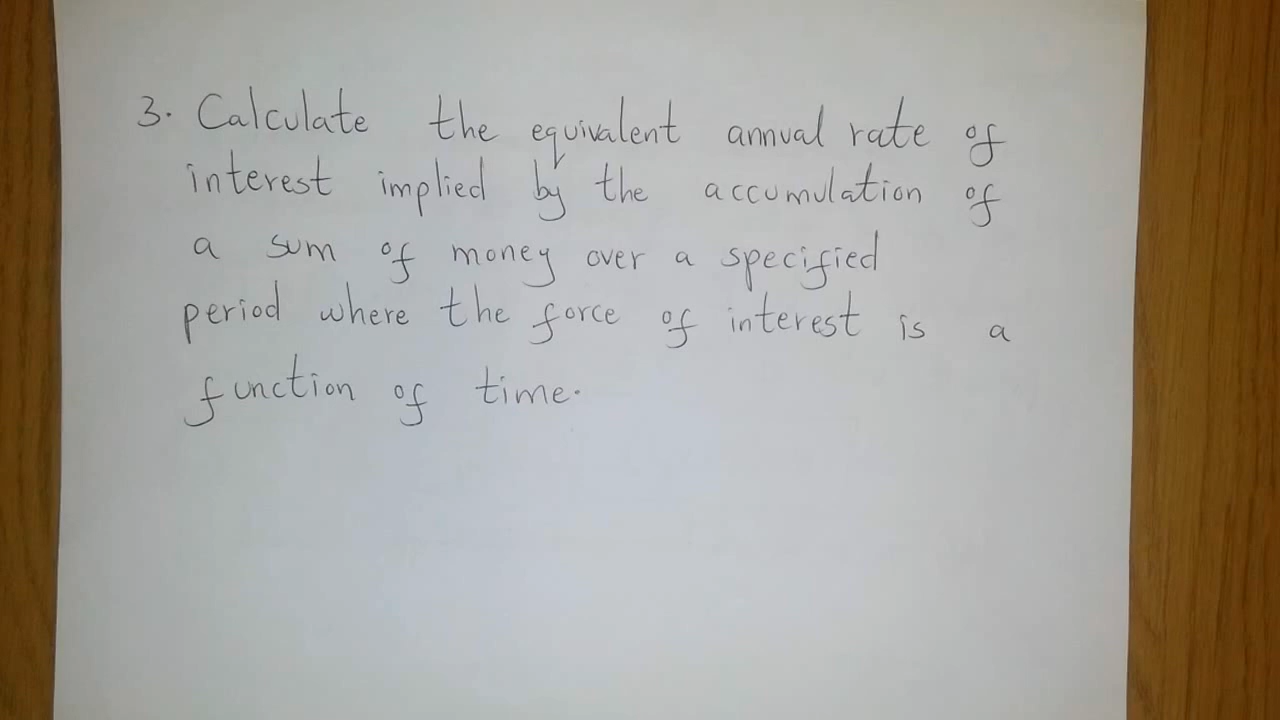 3. Calculate the equivalent annual rate of
interest implied by the accumulation of
a sum of money over a specified
period where the force of interest is a
function of time.